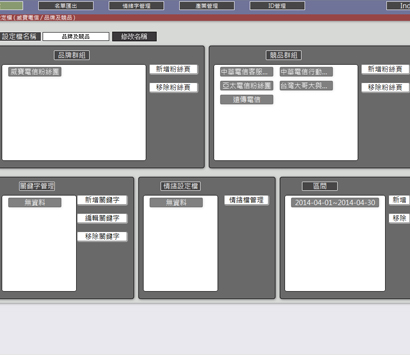 名單匯出 情緒字管理 產業管理 ID管理
定檔 ( 威寶電信 / 品牌及競品 )
設定檔名稱 品牌及競品 修改名稱
品牌群組
威寶電信粉絲團
新增粉絲頁
移除粉絲頁
競品群組
中華電信客服... 中華電信行動...
亞太電信粉絲團 台灣大哥大與...
遠傳電信
新增粉絲頁
移除粉絲頁
關鍵字管理
無資料
新增關鍵字
編輯關鍵字
移除關鍵字
情緒設定檔
無資料
情緒檔管理
區間
2014-04-01~2014-04-30
新增
移除